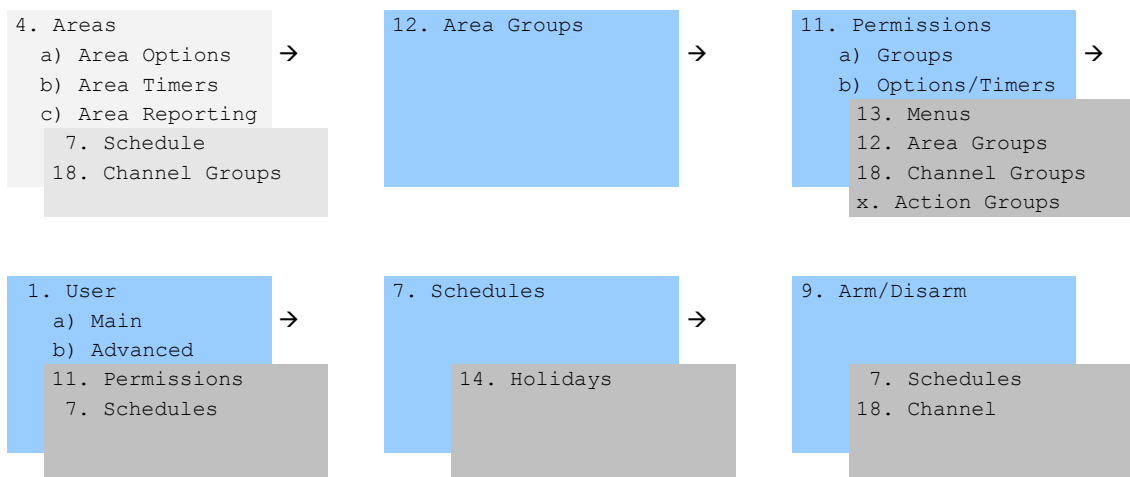 4. Areas
a) Area Options →
b) Area Timers
c) Area Reporting
7. Schedule
18. Channel Groups
12. Area Groups
→
11. Permissions
a) Groups →
b) Options/Timers
13. Menus
12. Area Groups
18. Channel Groups
x. Action Groups
1. User
a) Main →
b) Advanced
11. Permissions
7. Schedules
7. Schedules
→
14. Holidays
9. Arm/Disarm
7. Schedules
18. Channel